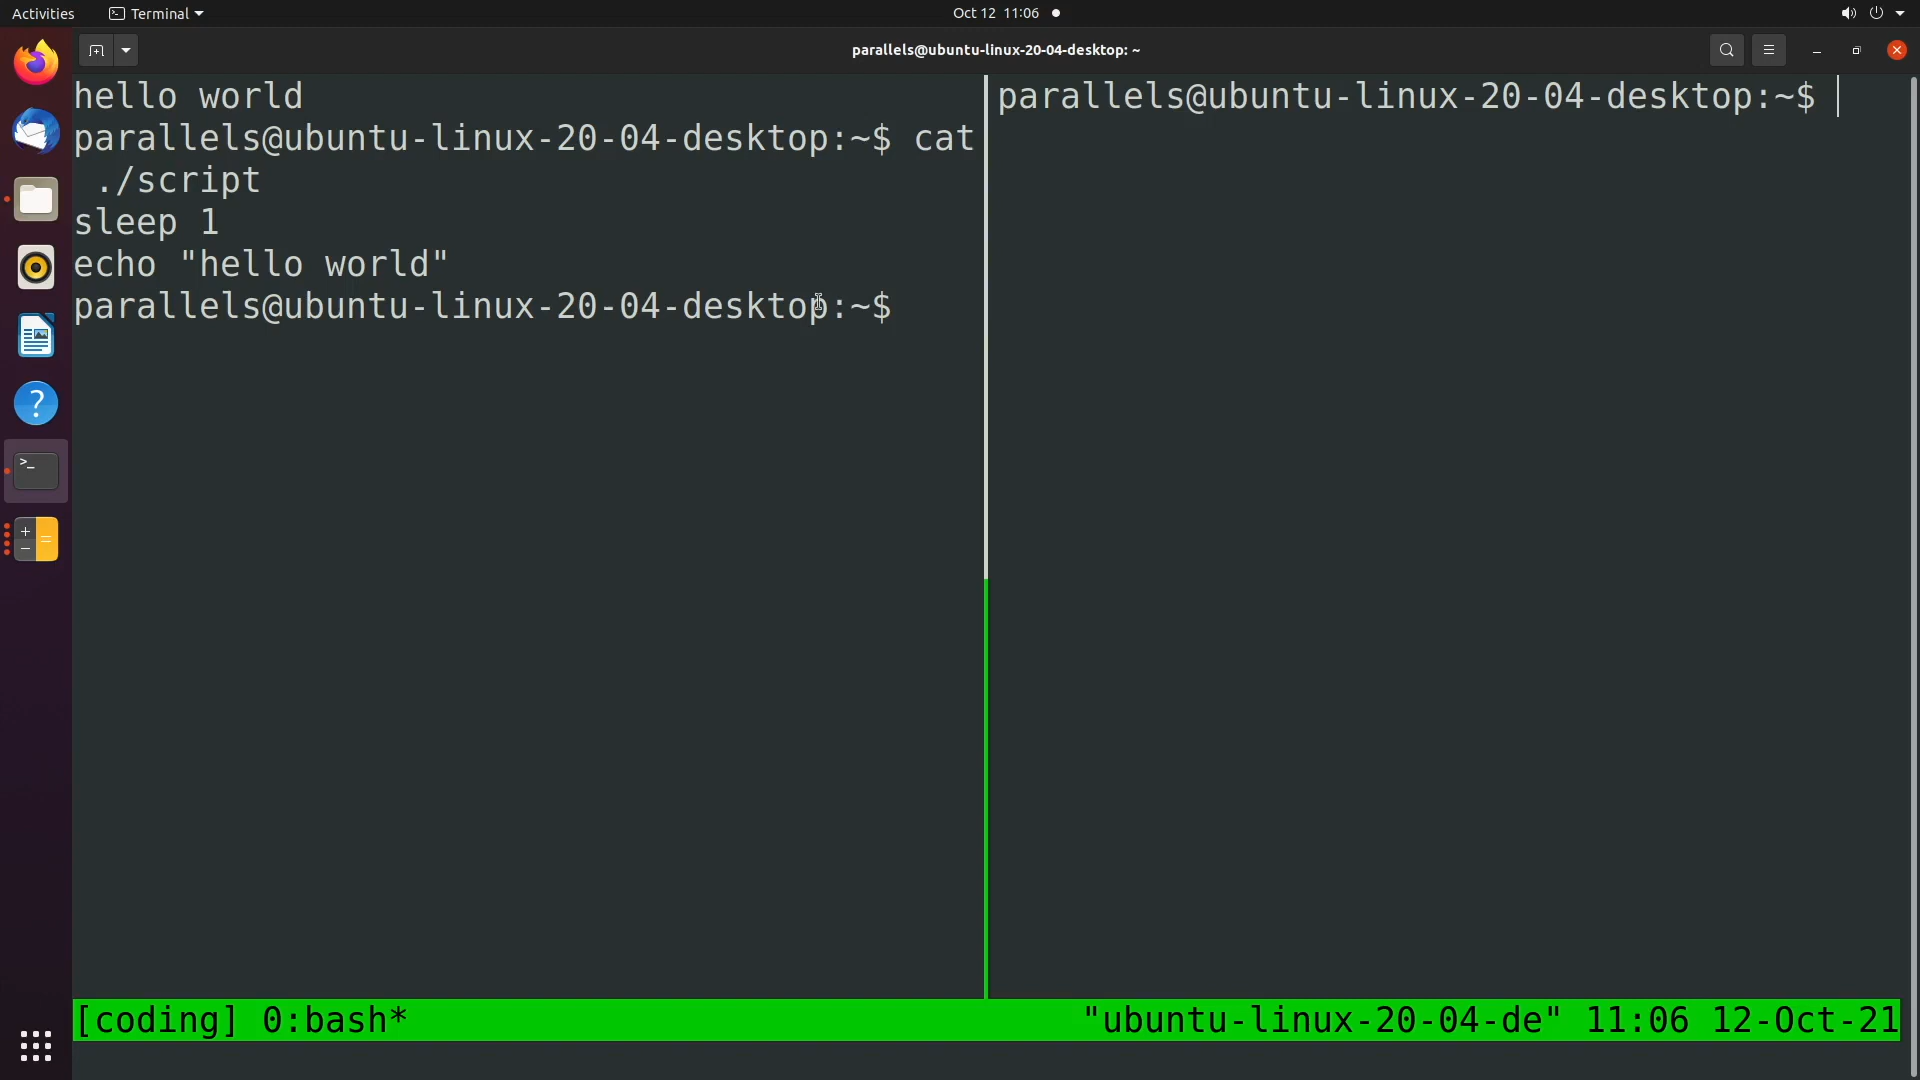 Activities
Terminal
Oct 12 11:06
parallels@ubuntu-linux-20-04-desktop: ~
hello world
parallels@ubuntu-linux-20-04-desktop:~$ cat
./script
sleep 1
echo "hello world"
parallels@ubuntu-linux-20-04-desktop:~$
parallels@ubuntu-linux-20-04-desktop:~$
[coding] 0:bash*
"ubuntu-linux-20-04-de" 11:06 12-Oct-21